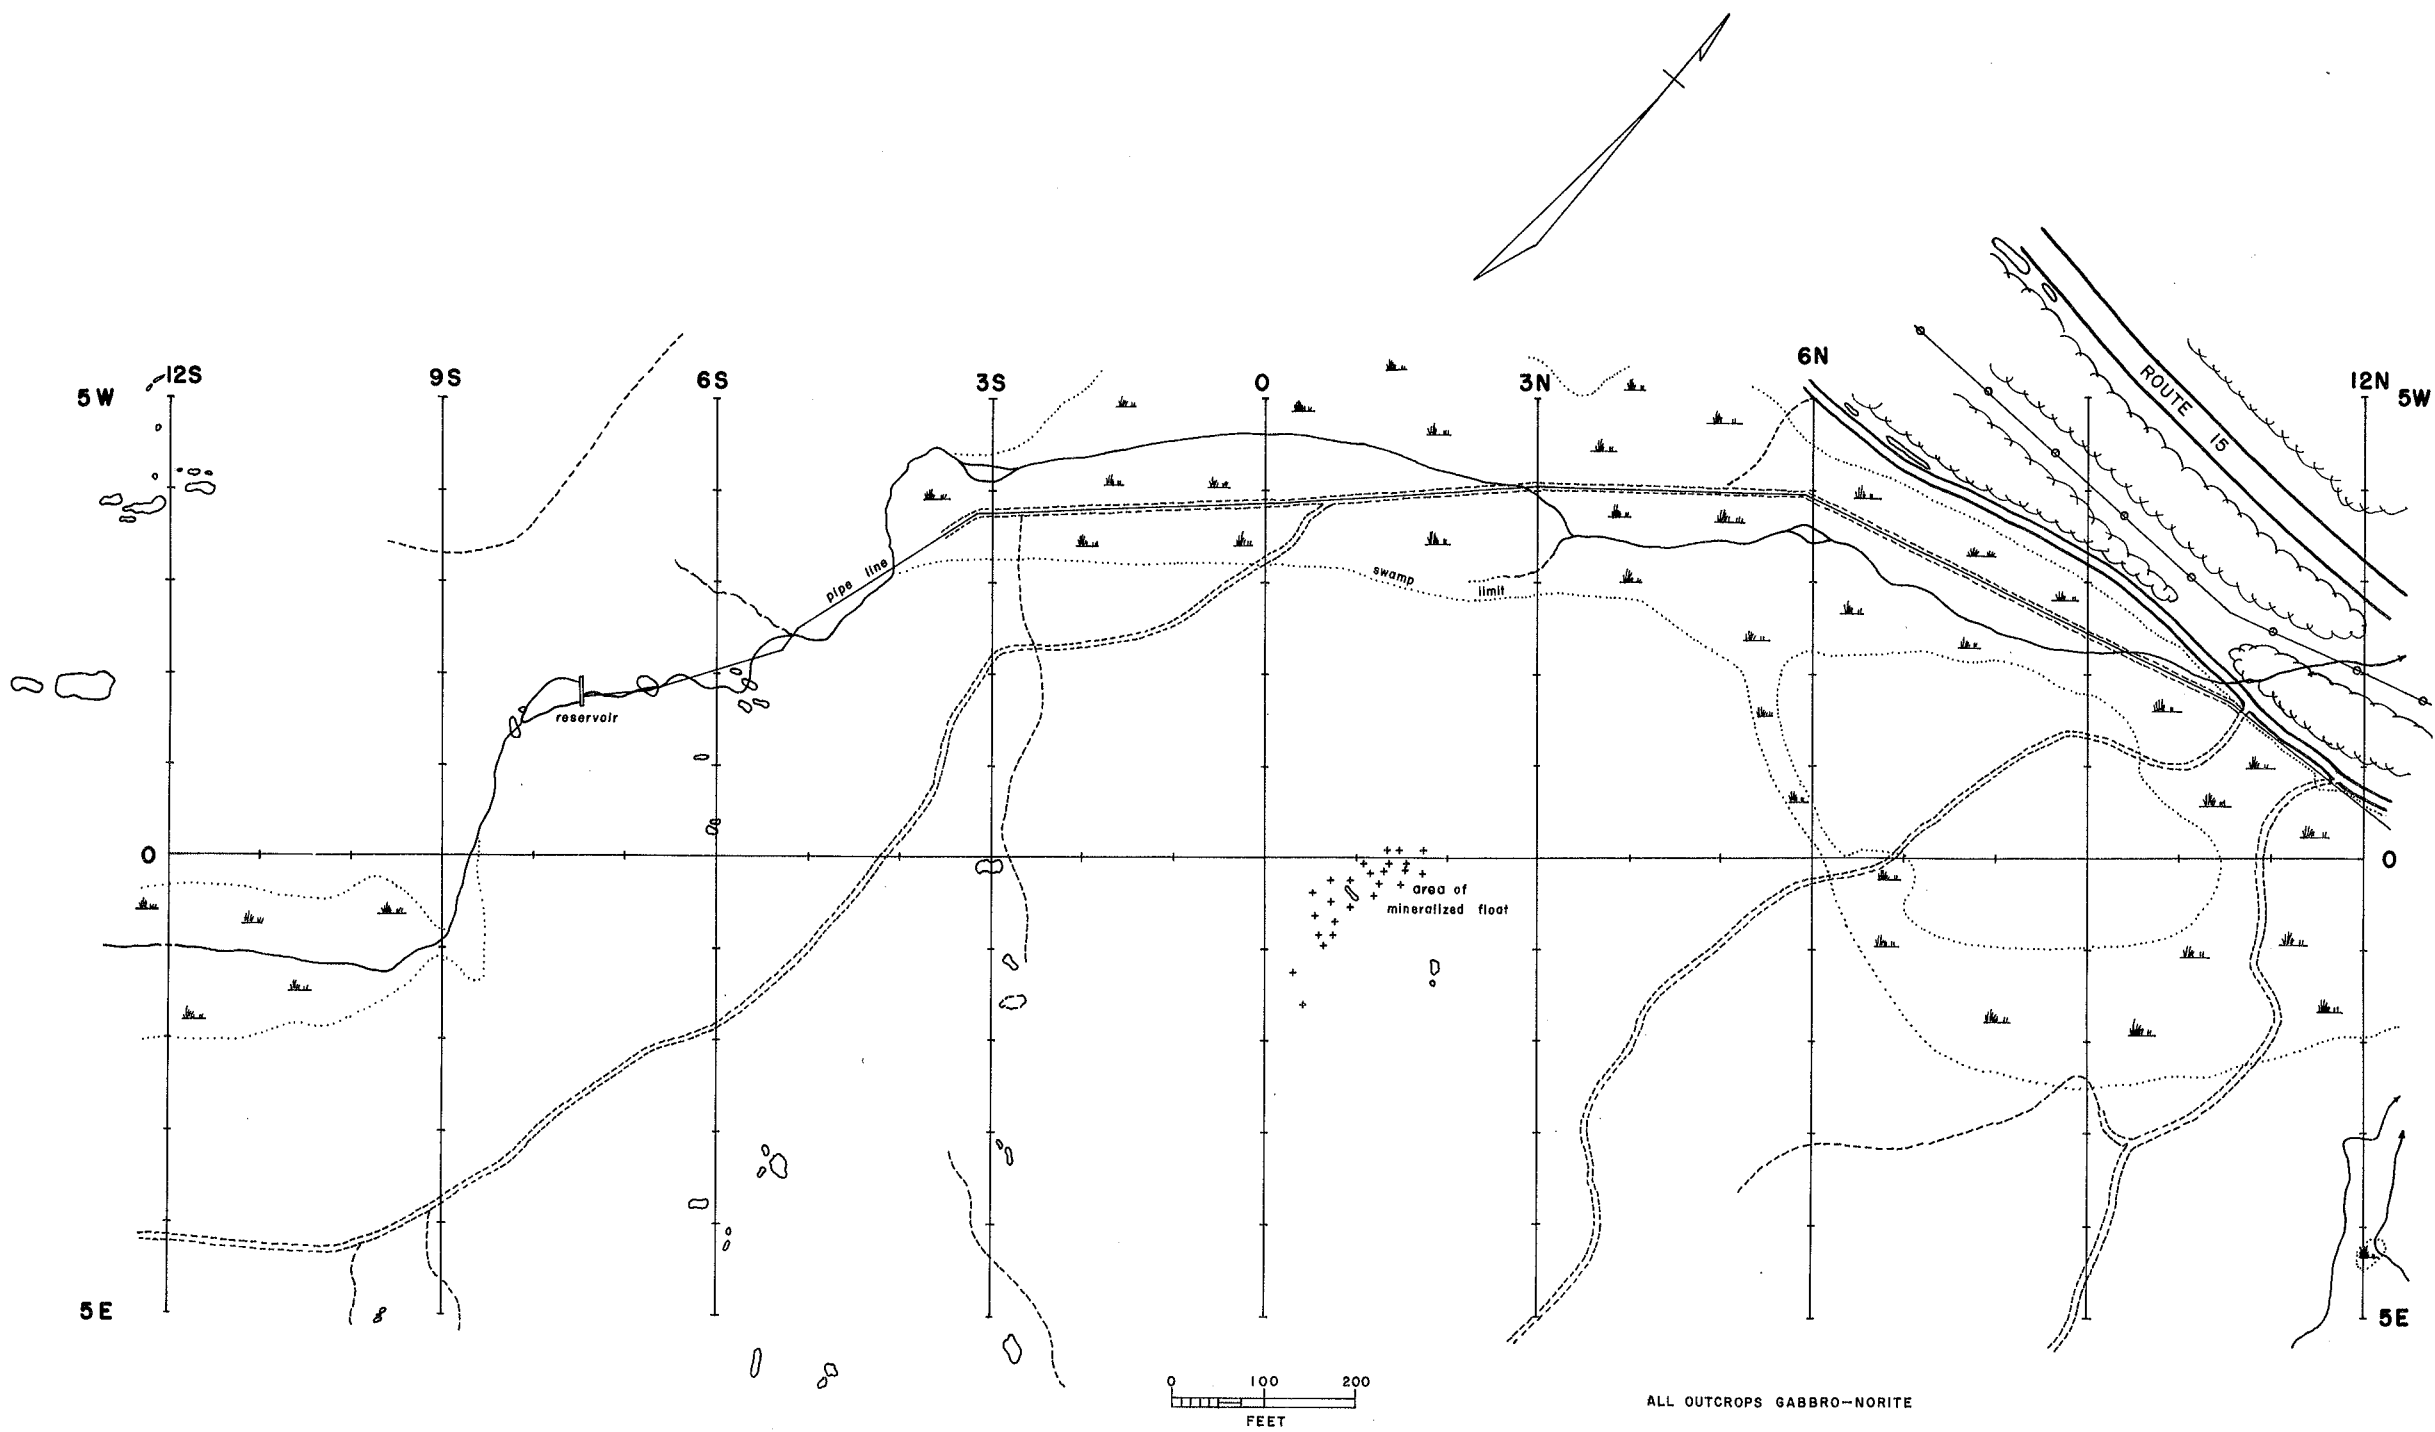 6N
12S
9S
6S
3S
0
3N
12N
5W
5W
ROUTE 15
pipe line
swamp
limit
reservoir
0
0
area of
mineralized float
5E
5E
0 100 200
FEET
ALL OUTCROPS GABBRO-NORITE